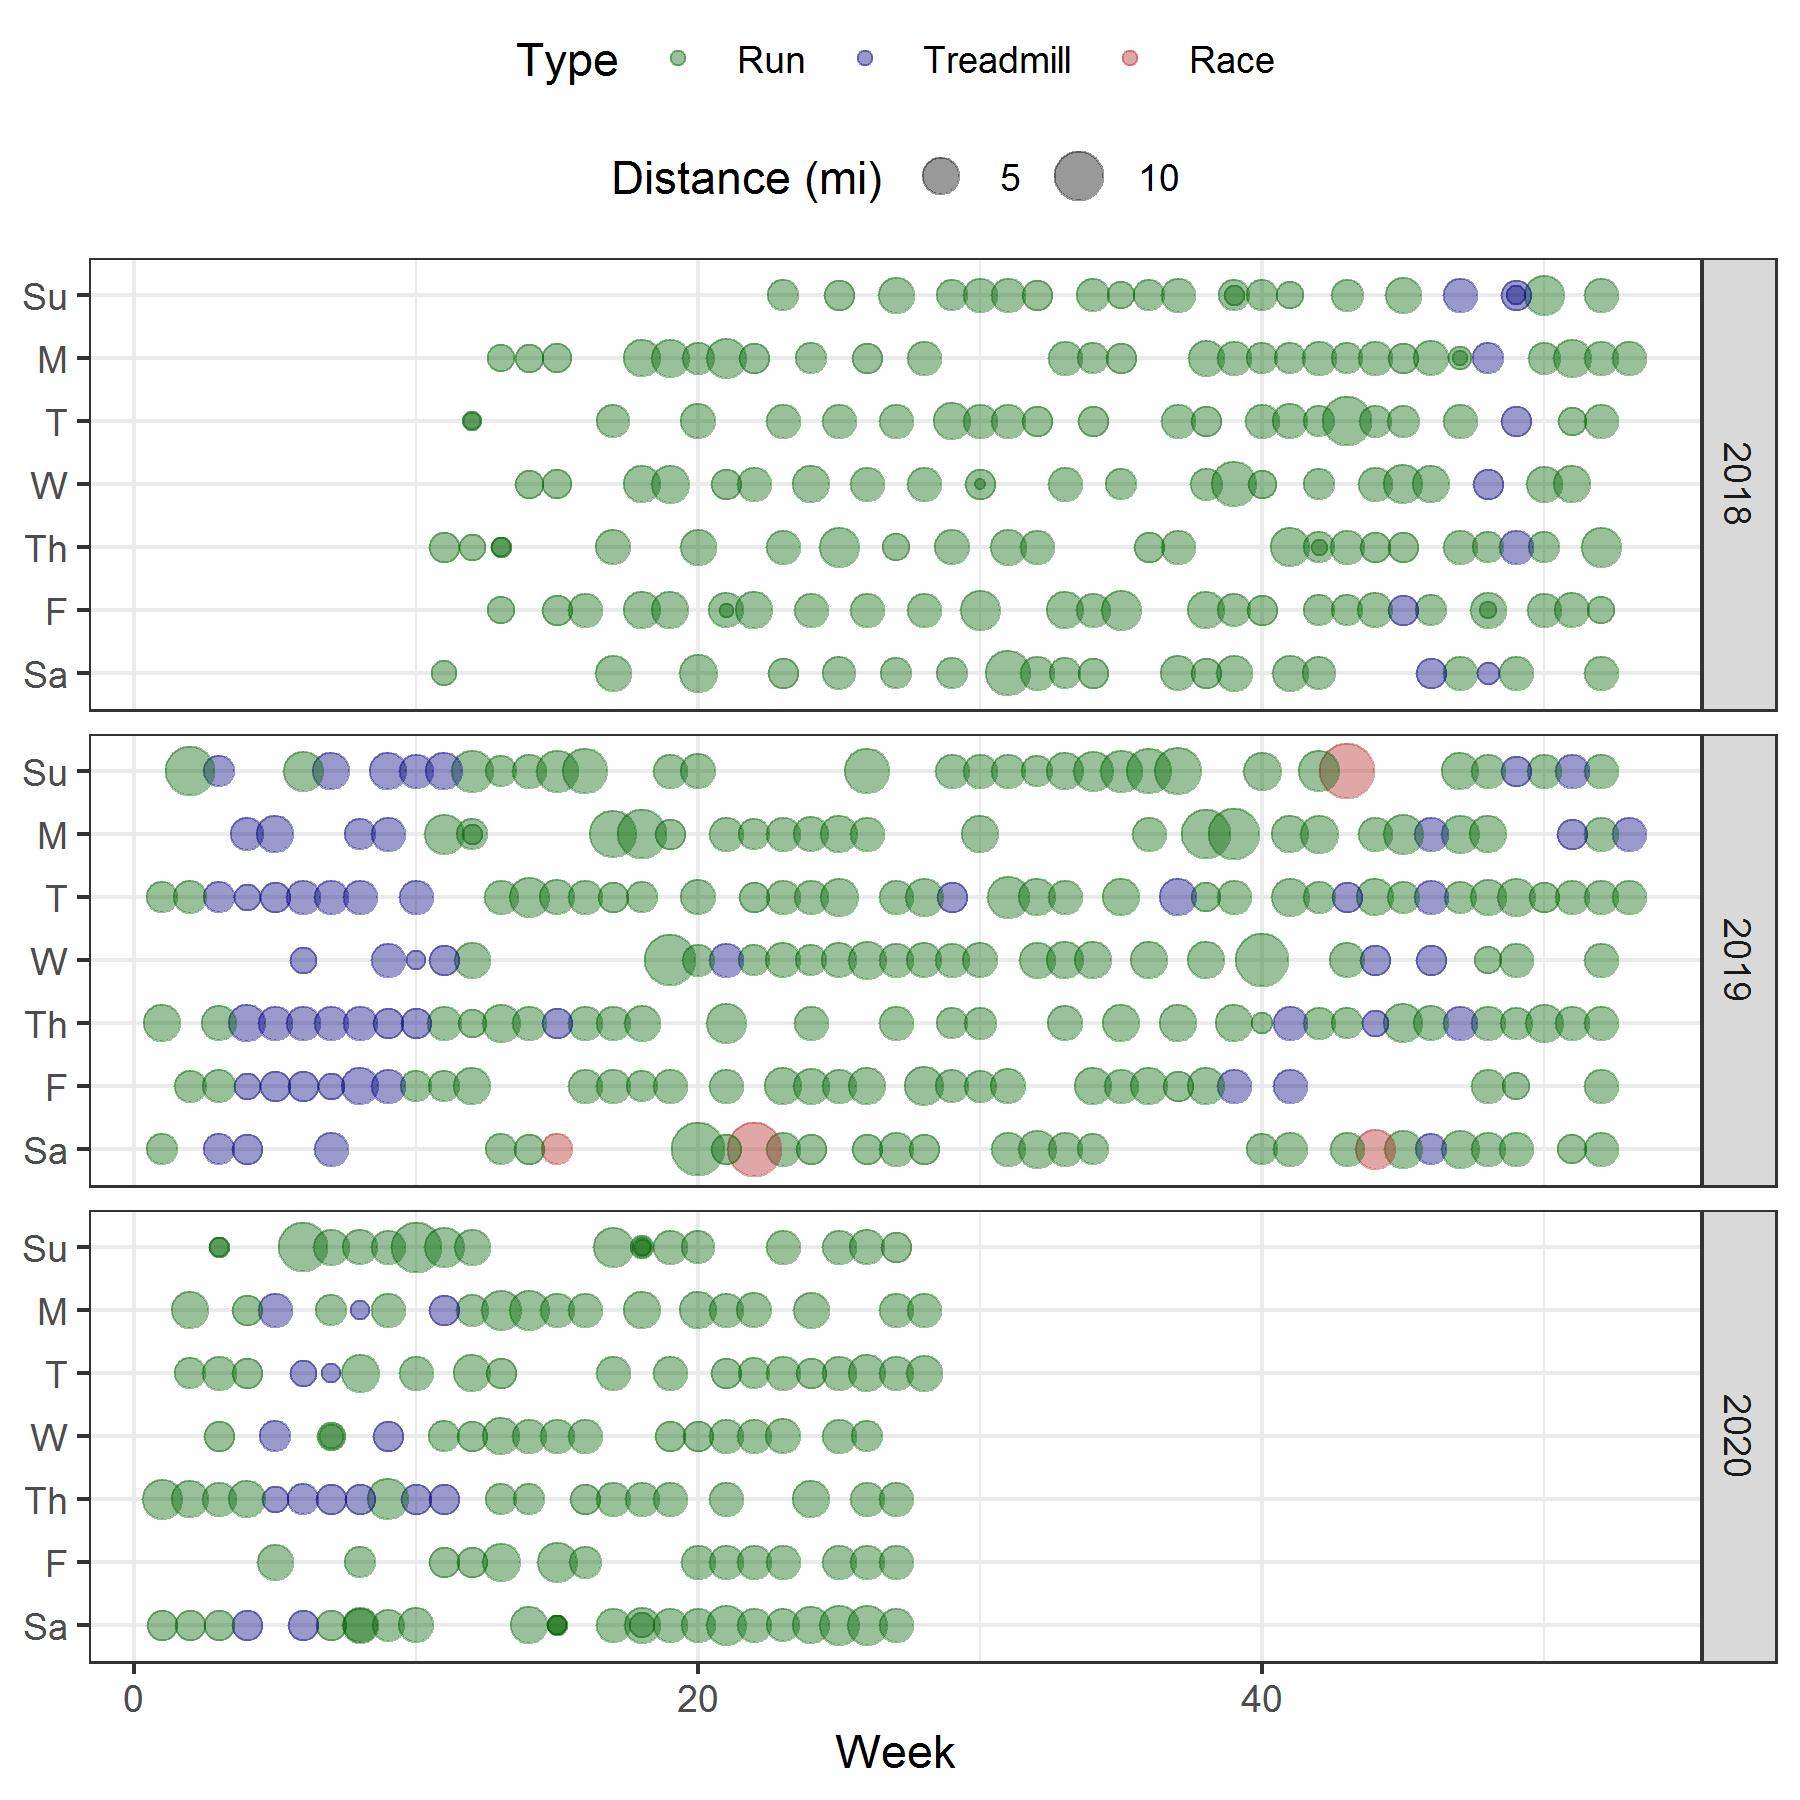 Type Run Treadmill Race
Distance (mi) 5 10
Su
M
T
W
Th
F
Sa
2018
Su
M
T
W
Th
F
Sa
2019
Su
M
T
W
Th
F
Sa
2020
0 20 40
Week